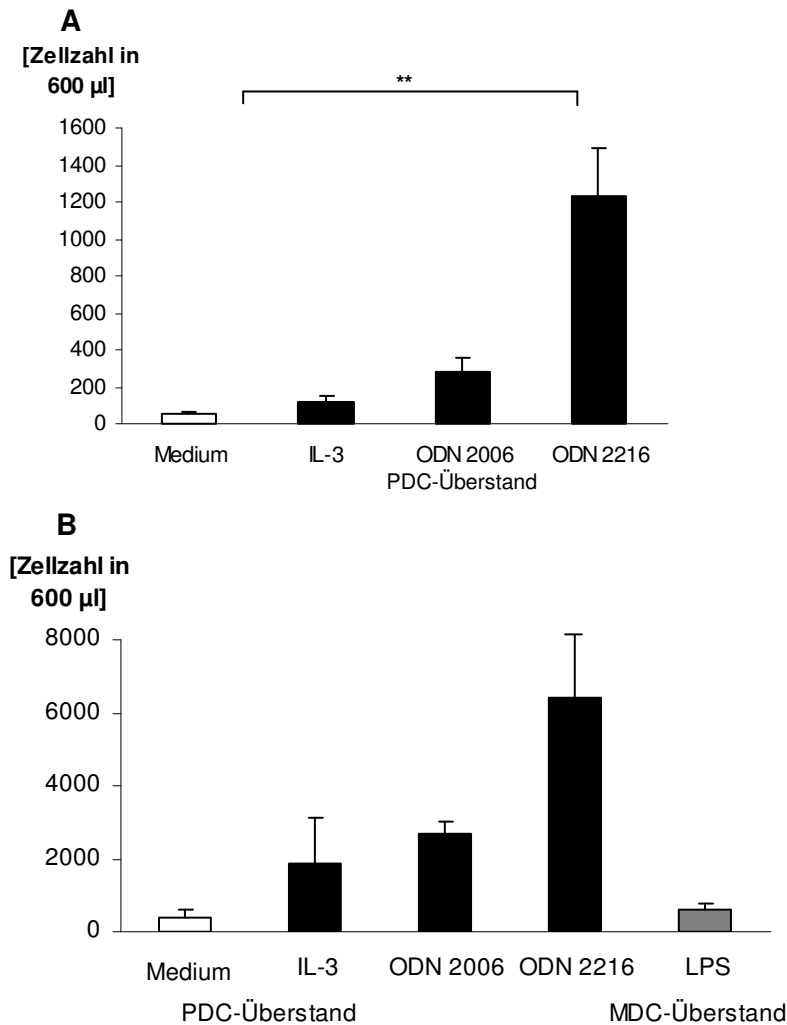 A
[Zellzahl in
600 µl]
**
1600
1400
1200
1000
800
600
400
200
0
Medium IL-3 ODN 2006 ODN 2216
PDC-Überstand
B
[Zellzahl in
600 µl]
8000
6000
4000
2000
0
Medium IL-3 ODN 2006 ODN 2216 LPS
PDC-Überstand MDC-Überstand